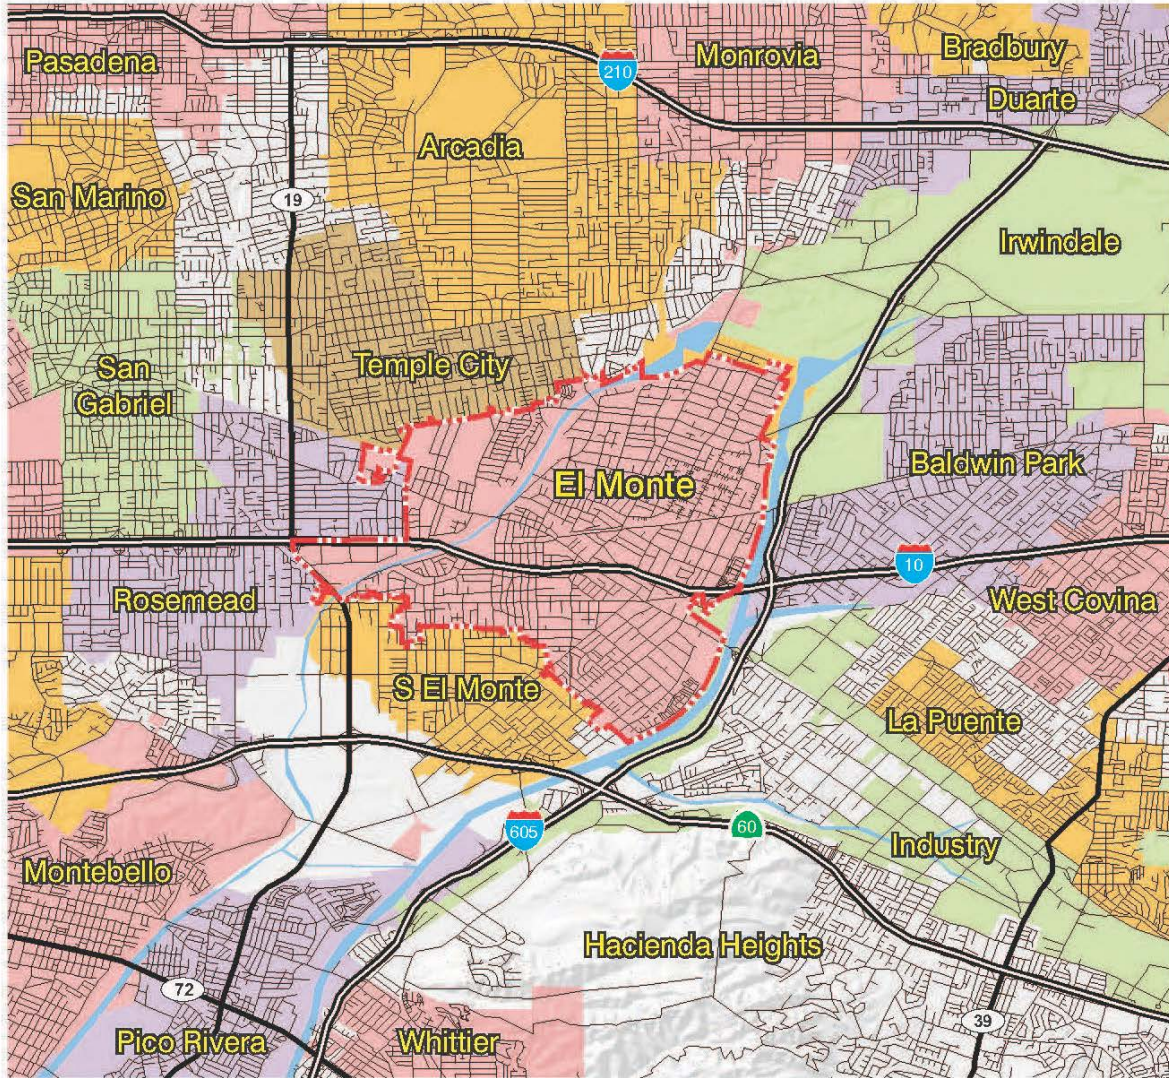 Pasadena
Monrovia
Bradbury
210
Duarte
Arcadia
San Marino
19
Irwindale
Temple City
San
Gabriel
Baldwin Park
El Monte
10
Rosemead
West Covina
S El Monte
La Puente
605
60
Industry
Montebello
Hacienda Heights
72
39
Pico Rivera
Whittier